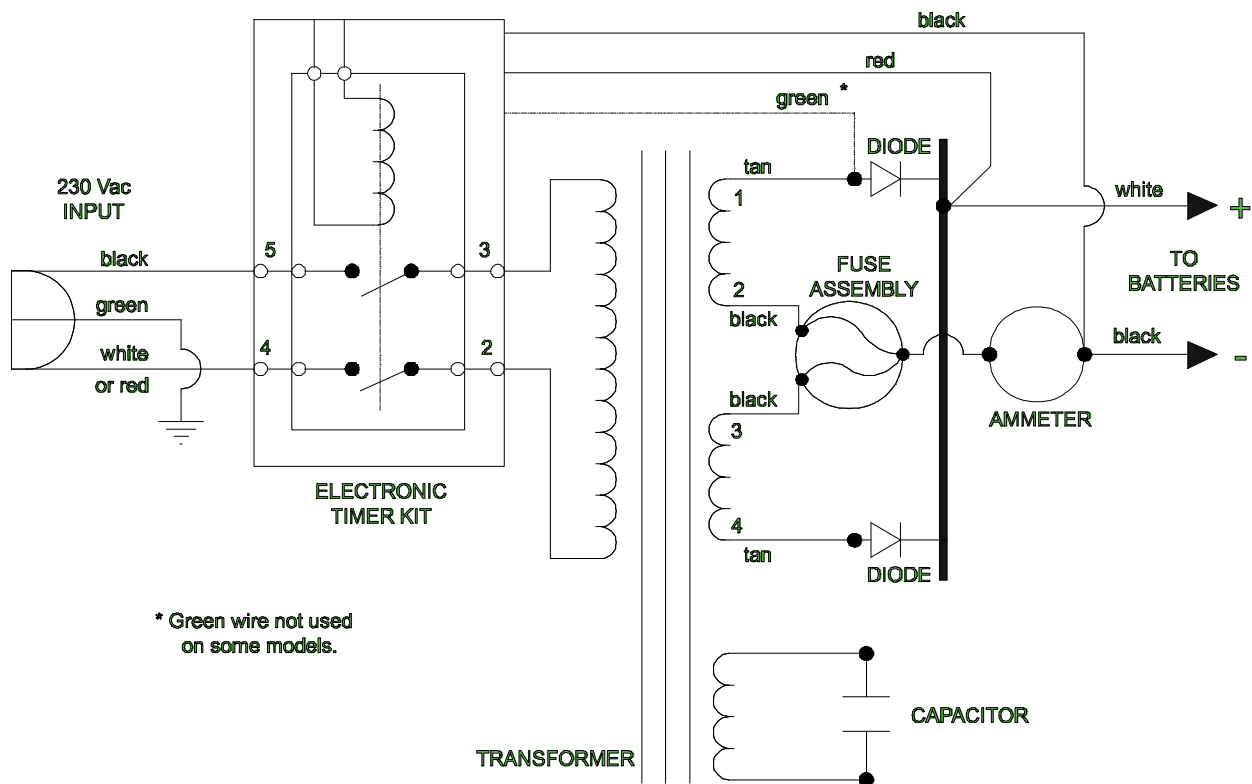 black
red
green *
DIODE
tan
1
230 Vac
INPUT
white
+
black
5
3
FUSE
ASSEMBLY
TO
BATTERIES
2
black
green
black
-
white
4
2
or red
black
3
AMMETER
ELECTRONIC
TIMER KIT
4
tan
DIODE
* Green wire not used
on some models.
CAPACITOR
TRANSFORMER